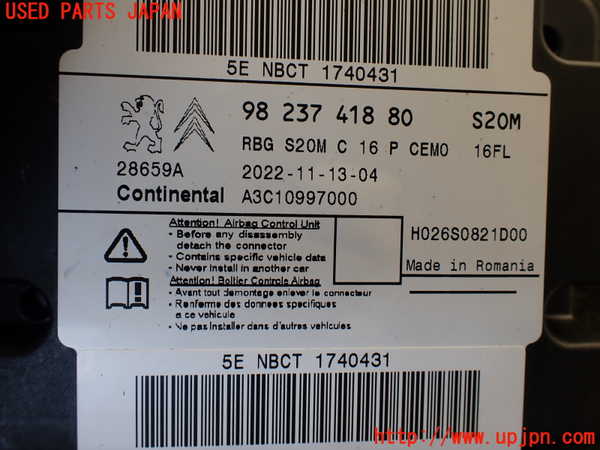 USED PARTS JAPAN
5E NBCT 1740431
98 237 418 80
S20M
RBG S20M C 16 P CEMO
16FL
28659A
2022-11-13-04
Continental
A3C10997000
Attention! Airbag Control Unit
- Before any disassembly
detach the connector
- Contains specific vehicle data
- Never install in another car
Attention! Boîtier Controle Airbag
- Avant tout demontage enlever le connecteur
- Renferme des données specifiques
a ce vehicule
- Ne pas installer dans d'autres véhicules
H026S0821D00
Made in Romania
5E NBCT 1740431
http://www.upjpn.com